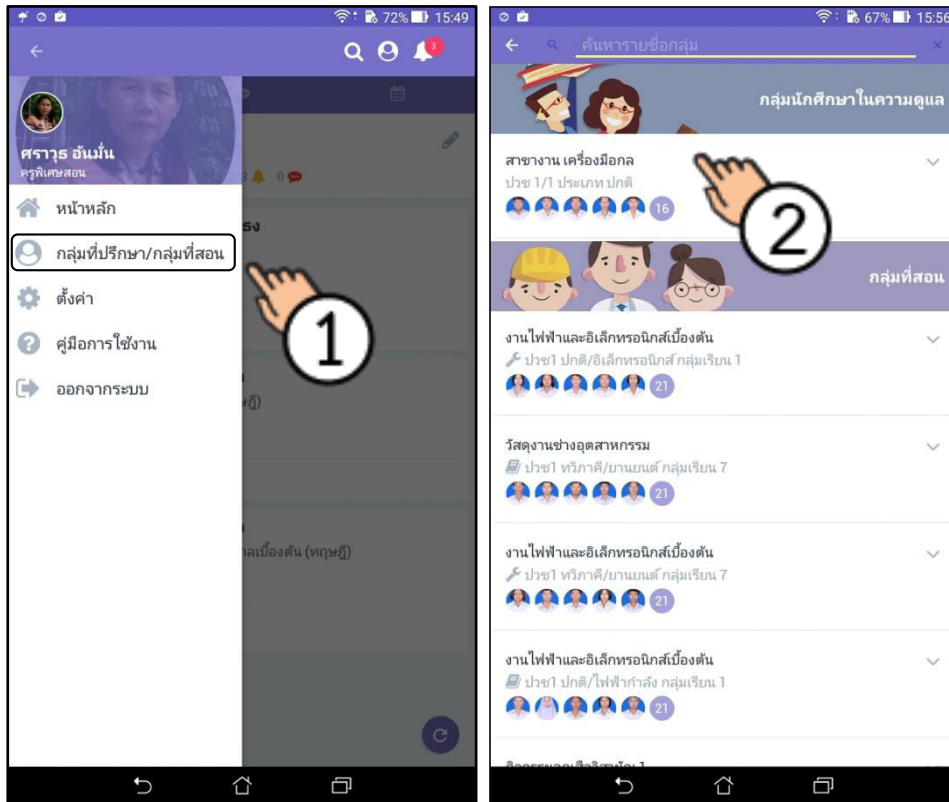 72% 15:49
3
ศราวุธ อ้นมั่น
ครูพิเศษสอน
3 0
หน้าหลัก
กลุ่มที่ปรึกษา/กลุ่มที่สอน
ตั้งค่า
คู่มือการใช้งาน
ออกจากระบบ
1
67% 15:56
ค้นหารายชื่อกลุ่ม
กลุ่มนักศึกษาในความดูแล
สาขางาน เครื่องมือกล
ปวช 1/1 ประเภท ปกติ
16
2
กลุ่มที่สอน
งานไฟฟ้าและอิเล็กทรอนิกส์เบื้องต้น
ปวช1 ปกติ/อิเล็กทรอนิกส์ กลุ่มเรียน 1
21
วัสดุงานช่างอุตสาหกรรม
ปวช1 ทวิภาคี/ยานยนต์ กลุ่มเรียน 7
21
งานไฟฟ้าและอิเล็กทรอนิกส์เบื้องต้น
ปวช1 ทวิภาคี/ยานยนต์ กลุ่มเรียน 7
21
งานไฟฟ้าและอิเล็กทรอนิกส์เบื้องต้น
ปวช1 ปกติ/ไฟฟ้ากำลัง กลุ่มเรียน 1
21